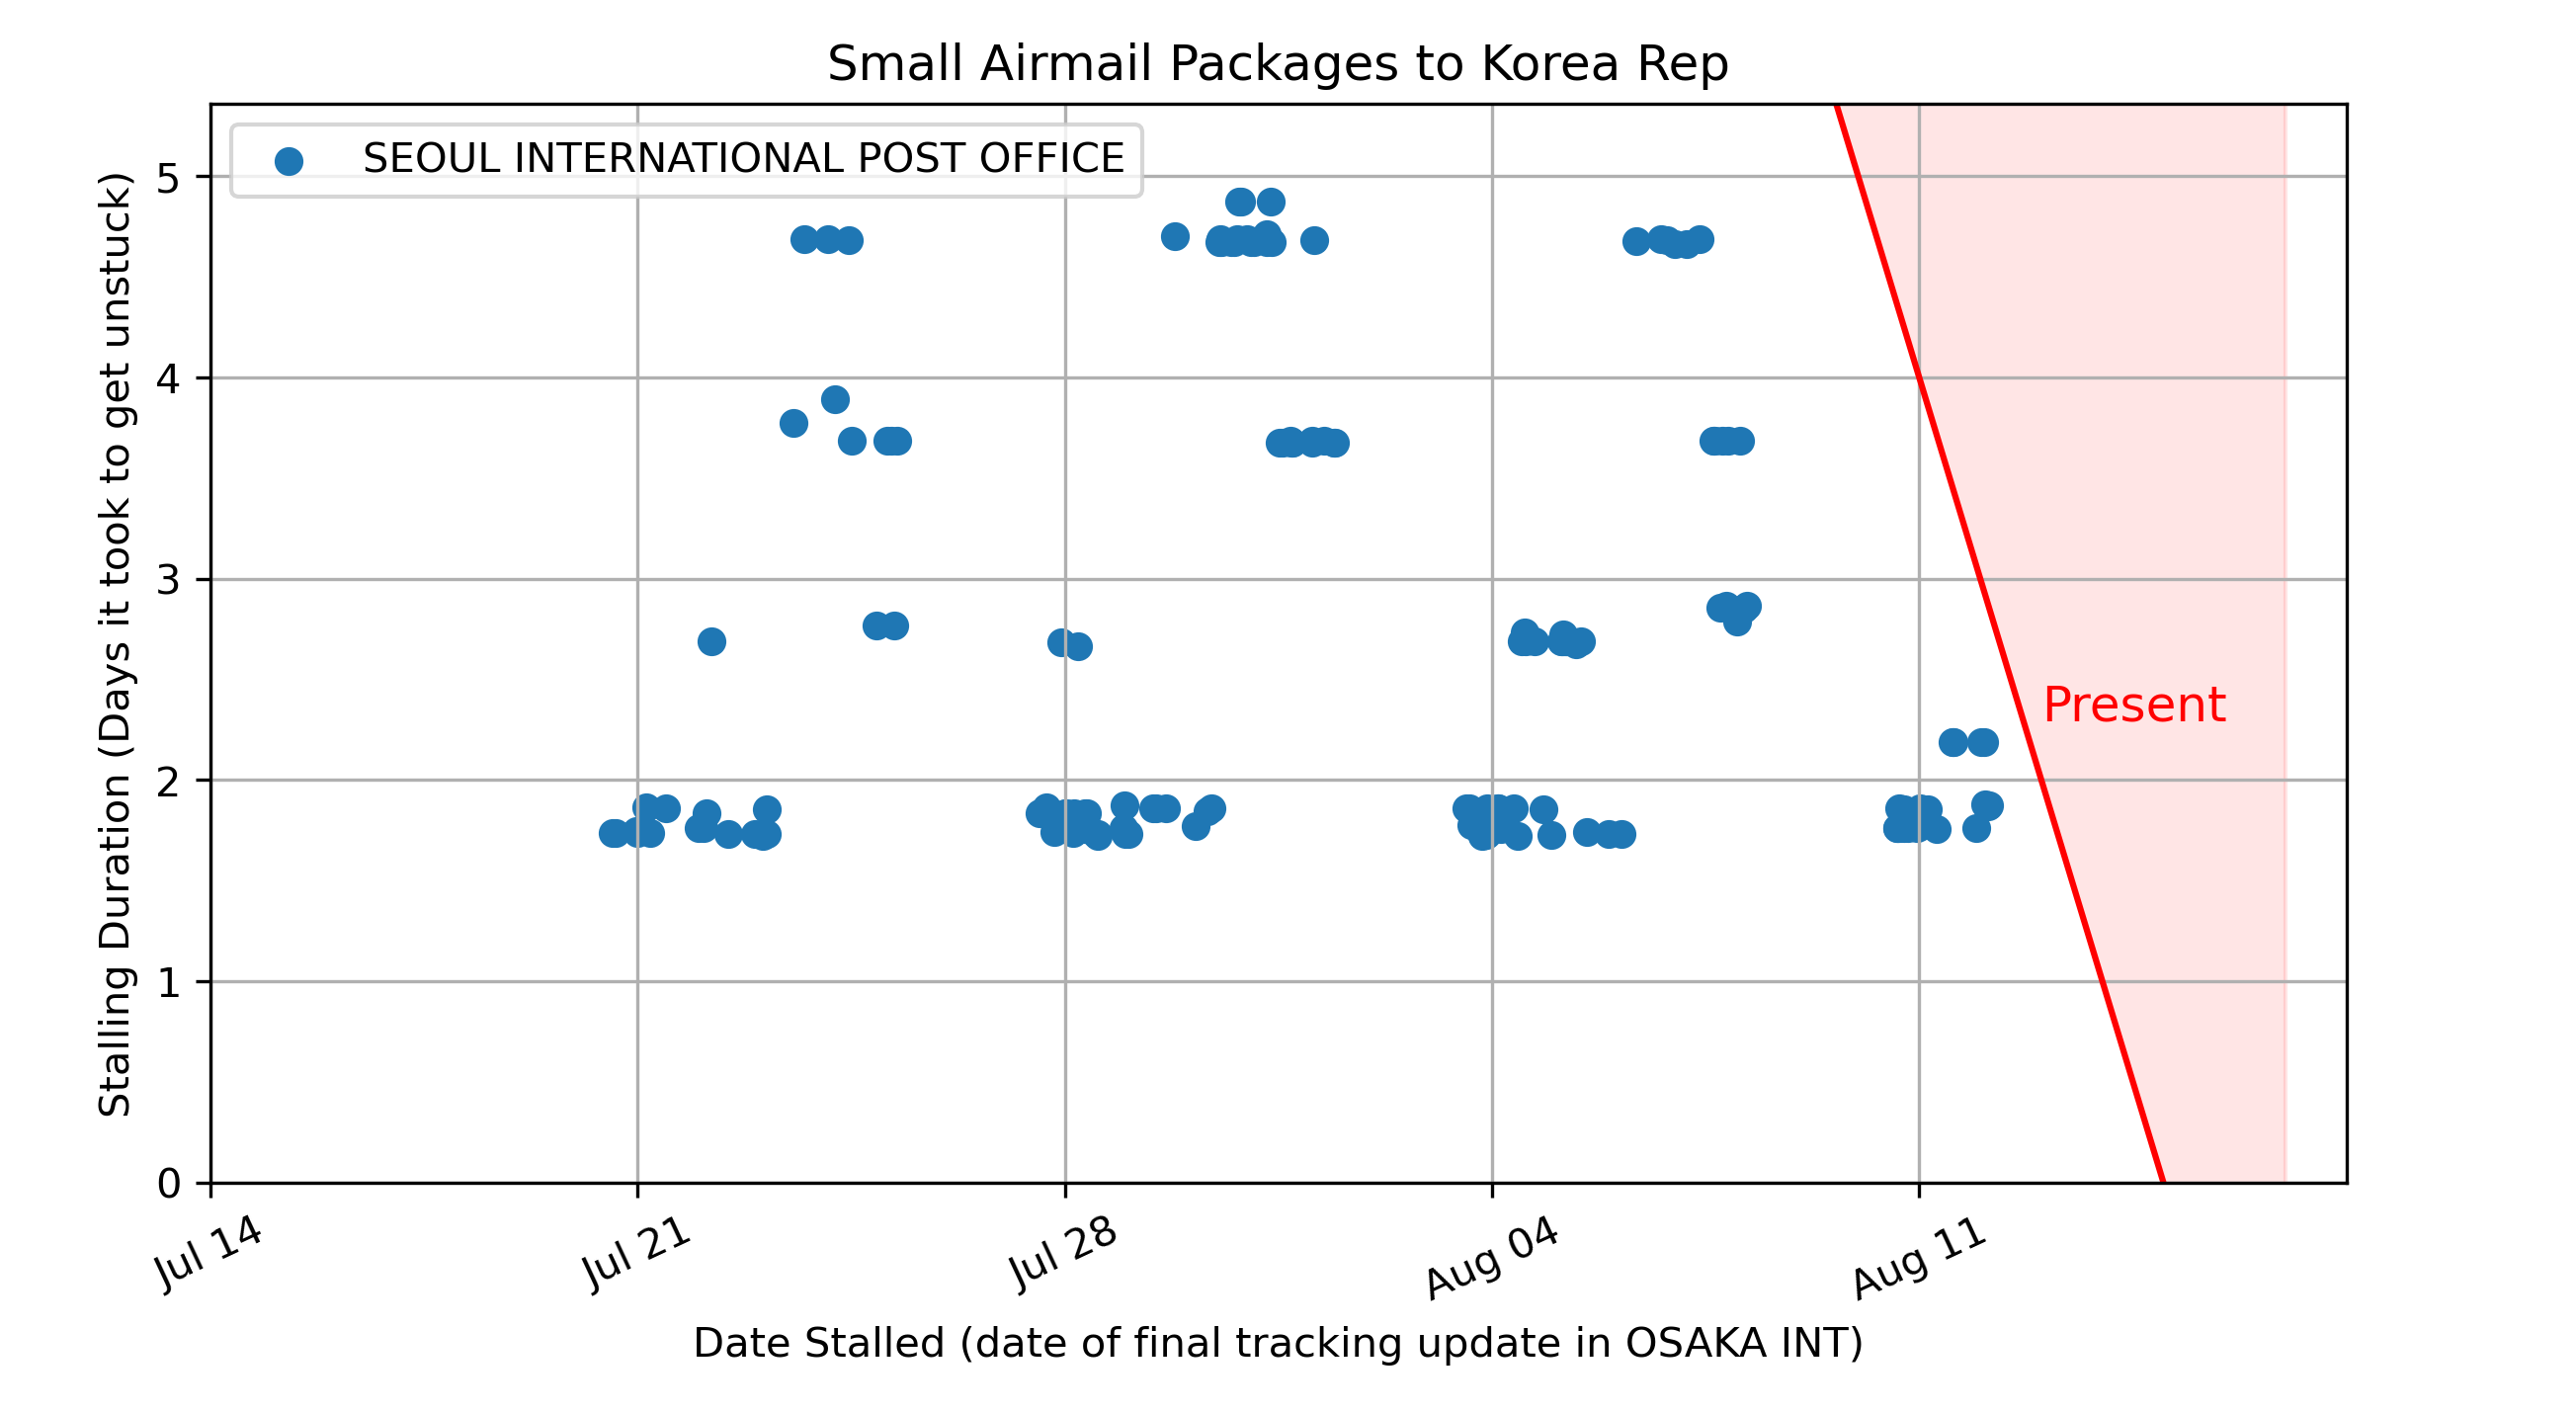 Small Airmail Packages to Korea Rep
SEOUL INTERNATIONAL POST OFFICE
Stalling Duration (Days it took to get unstuck)
5
4
3
2
1
0
Present
Jul 14
Jul 21
Jul 28
Aug 04
Aug 11
Date Stalled (date of final tracking update in OSAKA INT)